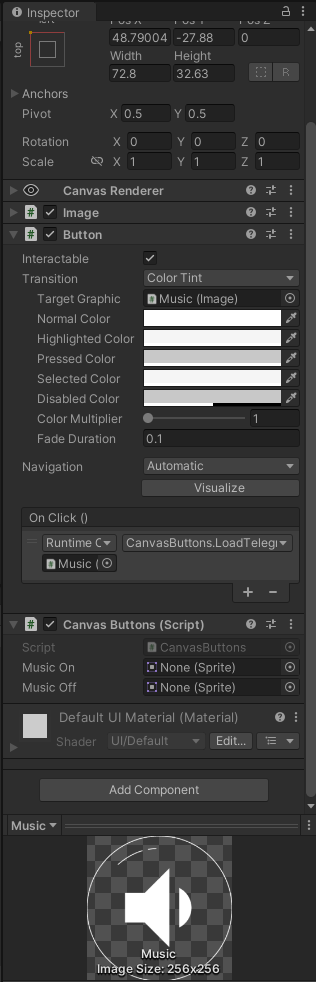 Inspector
left
Pos X Pos Y Pos Z
top
48.79004 -27.88 0
Width Height
72.8 32.63
R
Anchors
Pivot X 0.5 Y 0.5
Rotation X 0 Y 0 Z 0
Scale X 1 Y 1 Z 1
Canvas Renderer
# Image
# Button
Interactable
Transition Color Tint
Target Graphic # Music (Image)
Normal Color
Highlighted Color
Pressed Color
Selected Color
Disabled Color
Color Multiplier 1
Fade Duration 0.1
Navigation Automatic
Visualize
On Click ()
Runtime C CanvasButtons.LoadTelegr
# Music (
+ −
# Canvas Buttons (Script)
Script # CanvasButtons
Music On None (Sprite)
Music Off None (Sprite)
Default UI Material (Material)
Shader UI/Default Edit...
Add Component
Music
Music
Image Size: 256x256